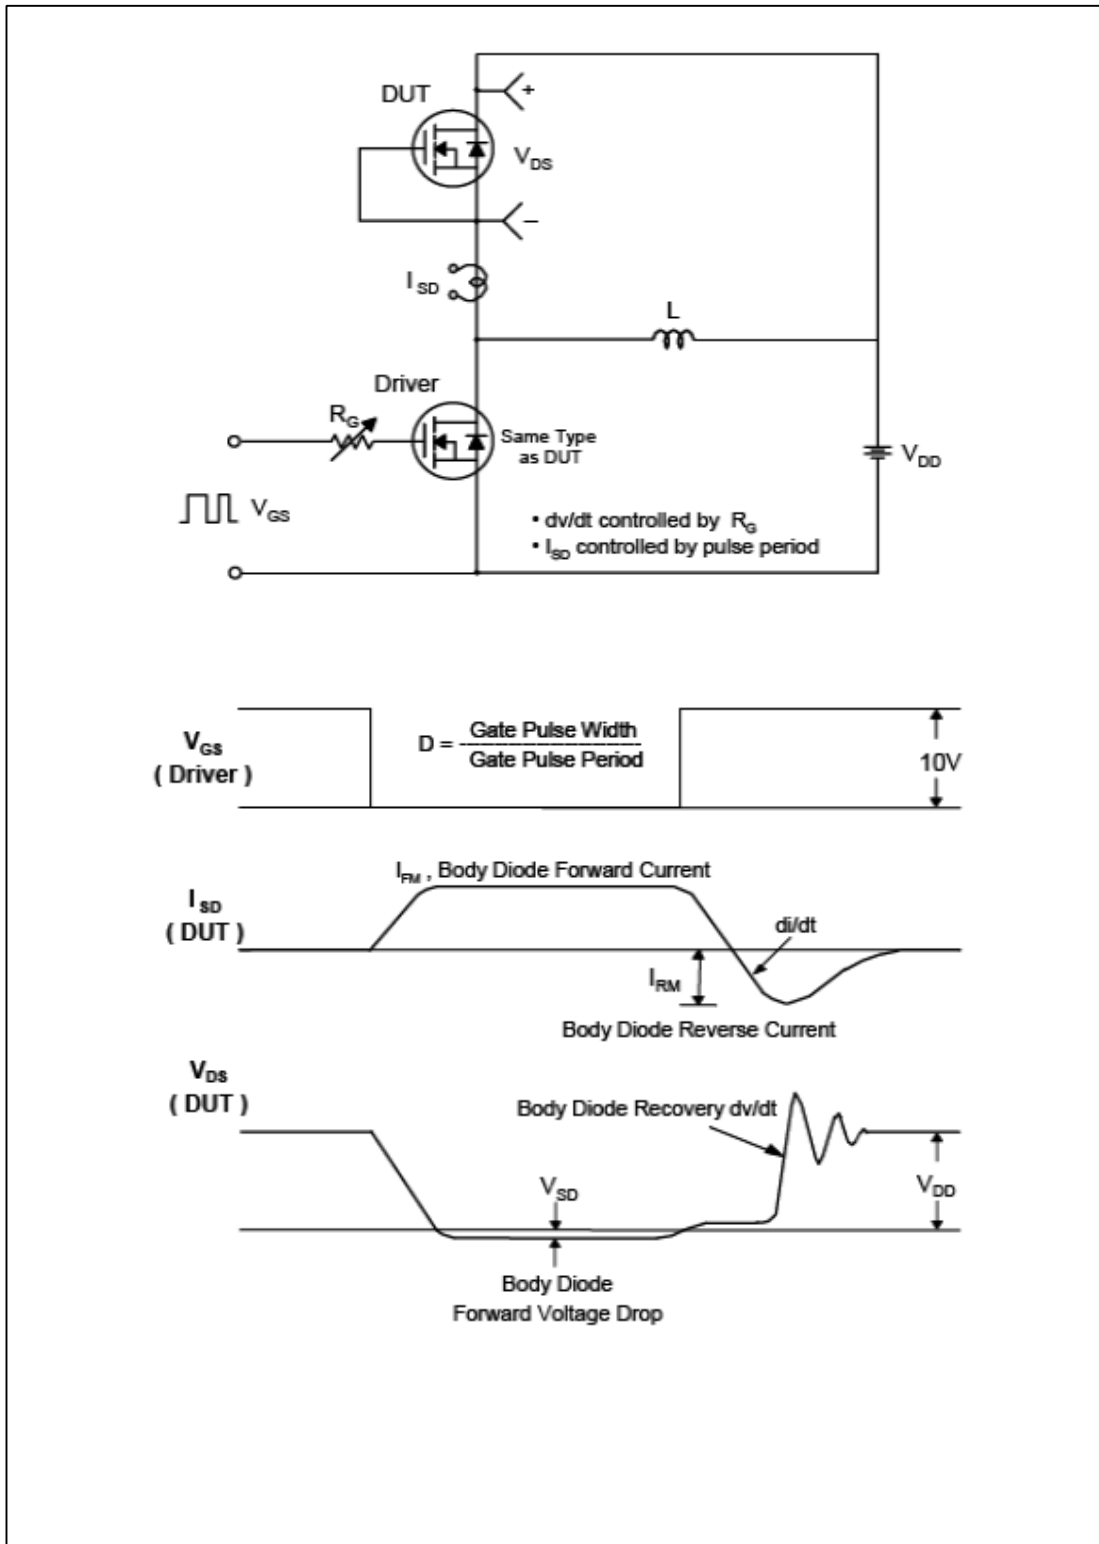 DUT
+
V_DS
–
I_SD
L
Driver
R_G
Same Type
as DUT
V_DD
V_GS
• dv/dt controlled by R_G
• I_SD controlled by pulse period
V_GS
( Driver )
D = Gate Pulse Width
Gate Pulse Period
10V
I_FM , Body Diode Forward Current
I_SD
( DUT )
di/dt
I_RM
Body Diode Reverse Current
V_DS
( DUT )
Body Diode Recovery dv/dt
V_SD
V_DD
Body Diode
Forward Voltage Drop